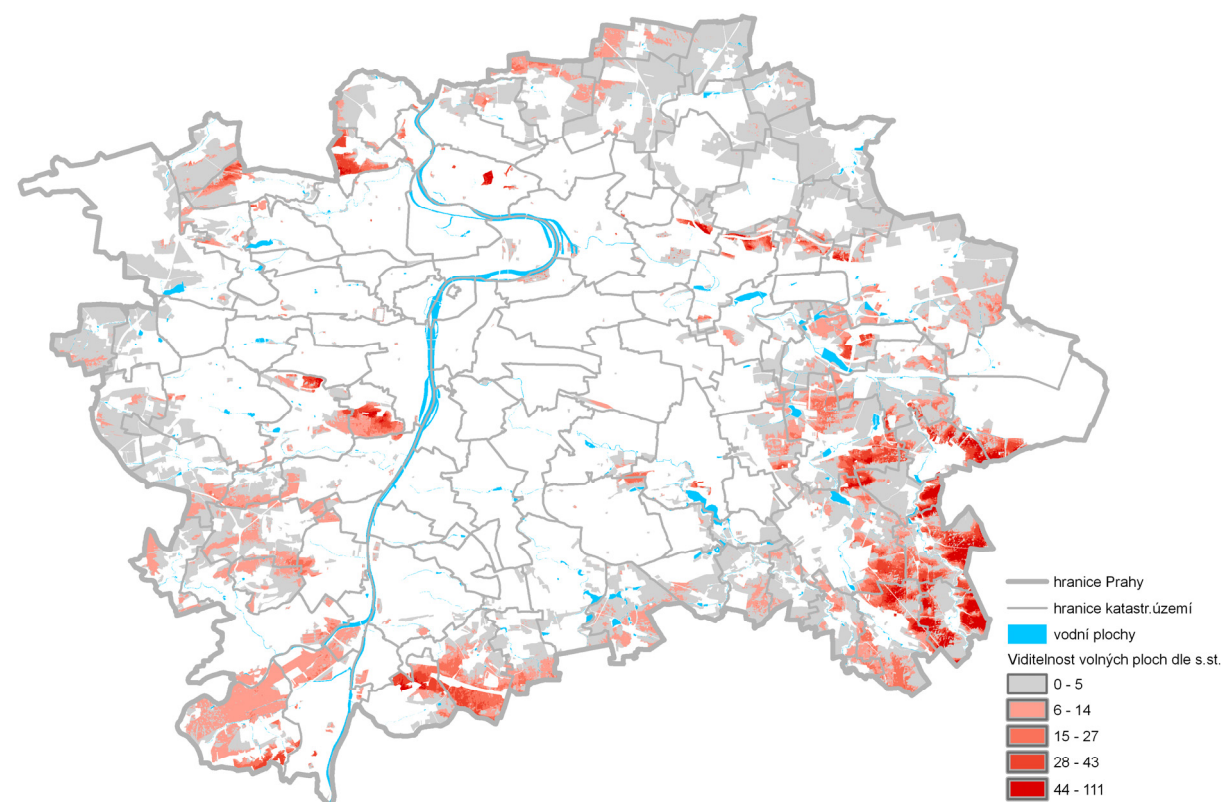 hranice Prahy
hranice katastr.území
vodní plochy
Viditelnost volných ploch dle s.st.
0 - 5
6 - 14
15 - 27
28 - 43
44 - 111